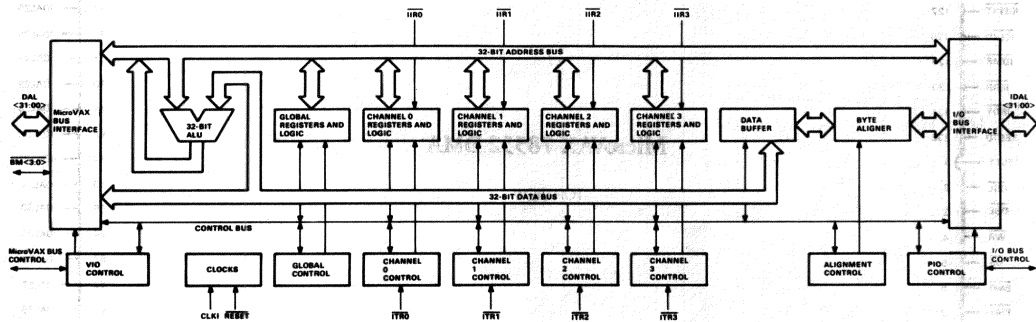 IIR0
IIR1
IIR2
IIR3
32-BIT ADDRESS BUS
DAL
<31:00>
MicroVAX
BUS
INTERFACE
32-BIT
ALU
GLOBAL
REGISTERS AND
LOGIC
CHANNEL 0
REGISTERS AND
LOGIC
CHANNEL 1
REGISTERS AND
LOGIC
CHANNEL 2
REGISTERS AND
LOGIC
CHANNEL 3
REGISTERS AND
LOGIC
DATA
BUFFER
BYTE
ALIGNER
I/O
BUS
INTERFACE
IDAL
<31:00>
BM<3:0>
32-BIT DATA BUS
CONTROL BUS
MicroVAX BUS
CONTROL
VIO
CONTROL
CLOCKS
GLOBAL
CONTROL
CHANNEL
0
CONTROL
CHANNEL
1
CONTROL
CHANNEL
2
CONTROL
CHANNEL
3
CONTROL
ALIGNMENT
CONTROL
PIO
CONTROL
I/O BUS
CONTROL
CLKI
RESET
ITR0
ITR1
ITR2
ITR3